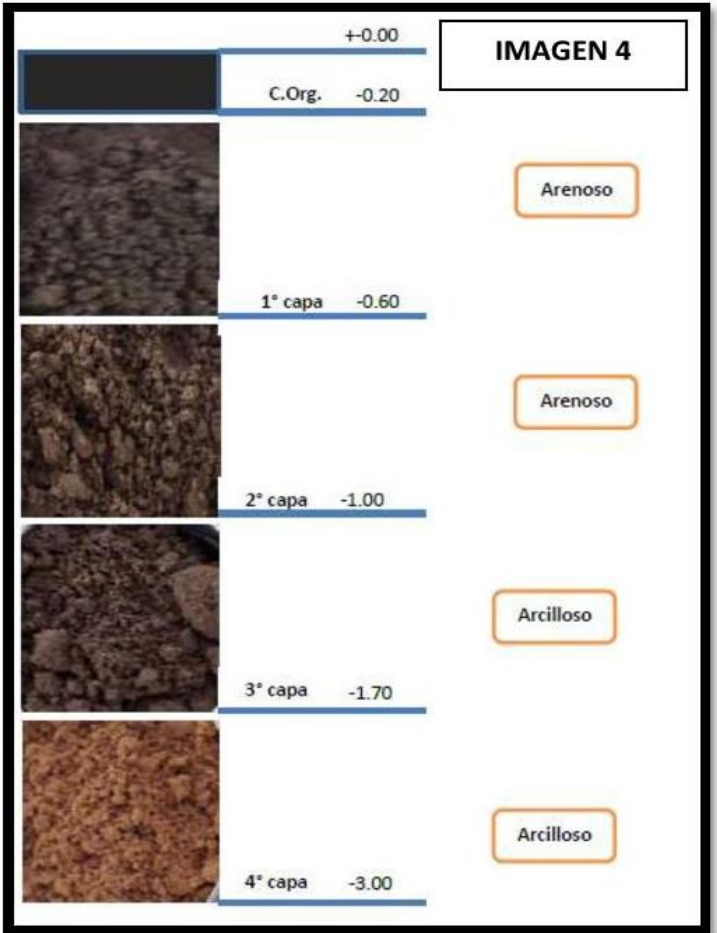 +-0.00
IMAGEN 4
C.Org. -0.20
Arenoso
1° capa -0.60
Arenoso
2° capa -1.00
Arcilloso
3° capa -1.70
Arcilloso
4° capa -3.00